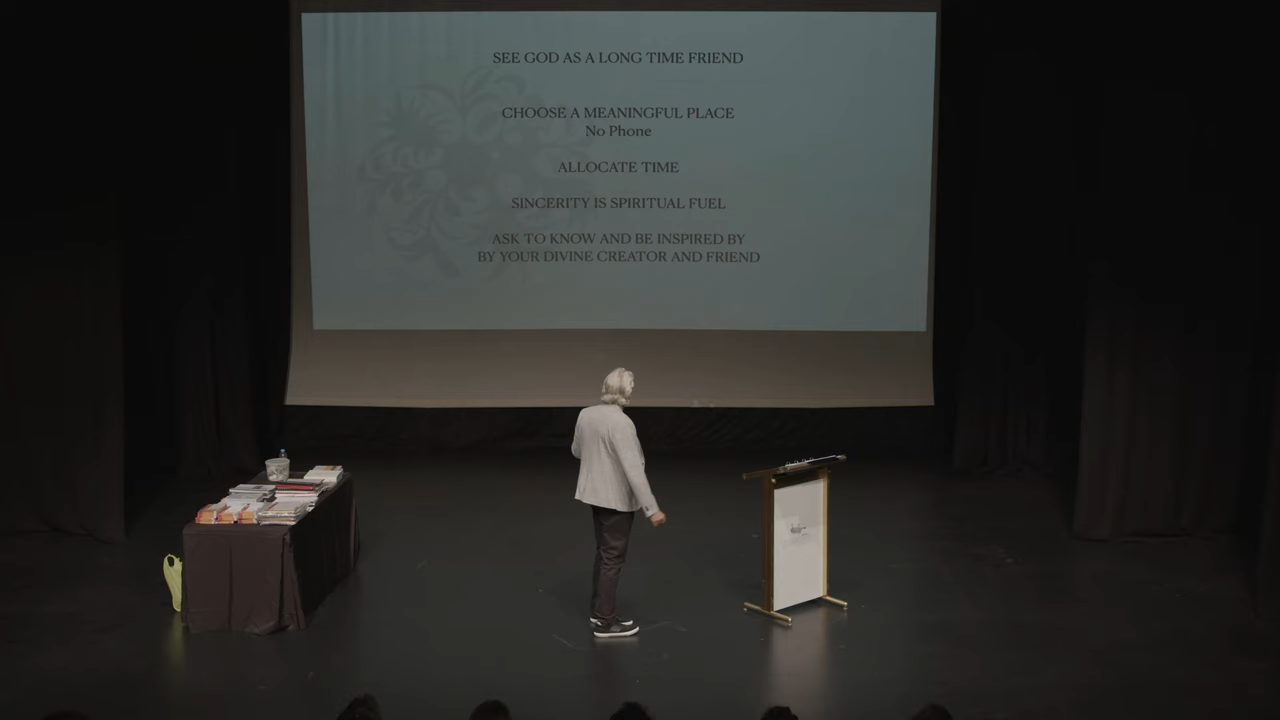 SEE GOD AS A LONG TIME FRIEND
CHOOSE A MEANINGFUL PLACE
No Phone
ALLOCATE TIME
SINCERITY IS SPIRITUAL FUEL
ASK TO KNOW AND BE INSPIRED BY
BY YOUR DIVINE CREATOR AND FRIEND